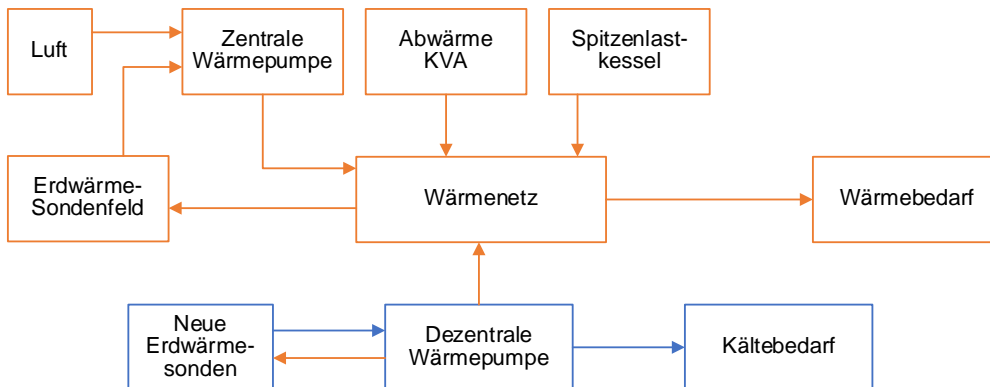 Luft
Zentrale
Wärmepumpe
Abwärme
KVA
Spitzenlast-
kessel
Erdwärme-
Sondenfeld
Wärmenetz
Wärmebedarf
Neue
Erdwärme-
sonden
Dezentrale
Wärmepumpe
Kältebedarf